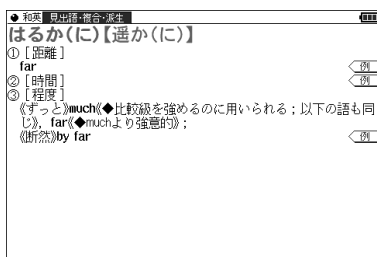 和英 見出語・複合・派生
はるか(に)【遥か(に)】
①［距離］
far 例
②［時間］ 例
③［程度］
《ずっと》much《◆比較級を強めるのに用いられる；以下の語も同
じ》，far《◆muchより強意的》；
《断然》by far 例